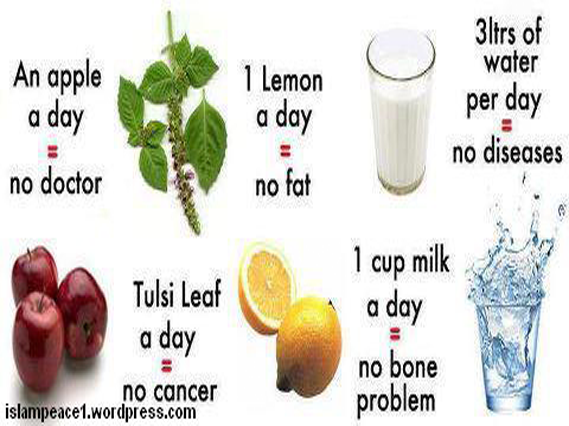 An apple
a day
=
no doctor
1 Lemon
a day
=
no fat
3ltrs of
water
per day
=
no diseases
Tulsi Leaf
a day
=
no cancer
1 cup milk
a day
=
no bone
problem
islampeace1.wordpress.com